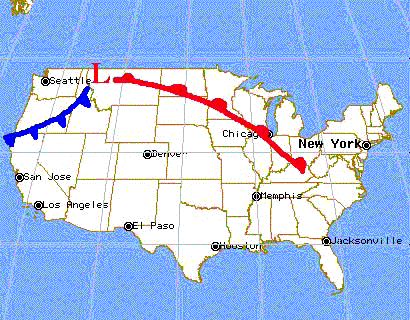 L
Seattle
Chicago
New York
Denver
San Jose
Memphis
Los Angeles
El Paso
Houston
Jacksonville